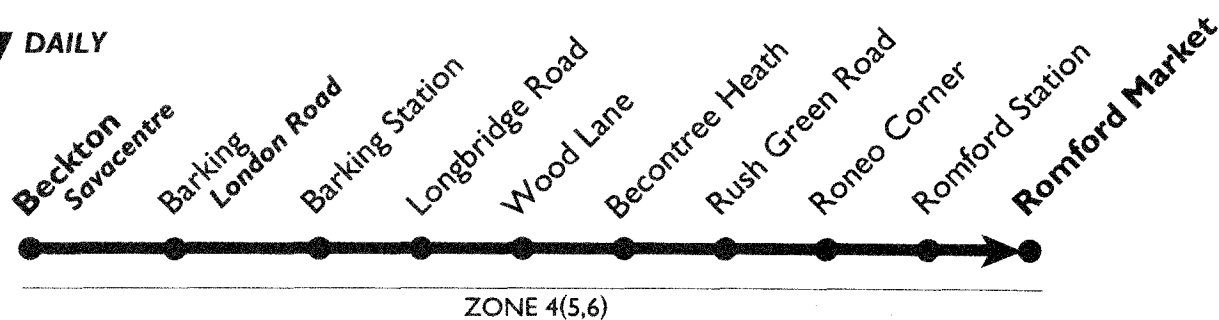 DAILY
Beckton
Savacentre
Barking
London Road
Barking Station
Longbridge Road
Wood Lane
Becontree Heath
Rush Green Road
Roneo Corner
Romford Station
Romford Market
ZONE 4(5,6)